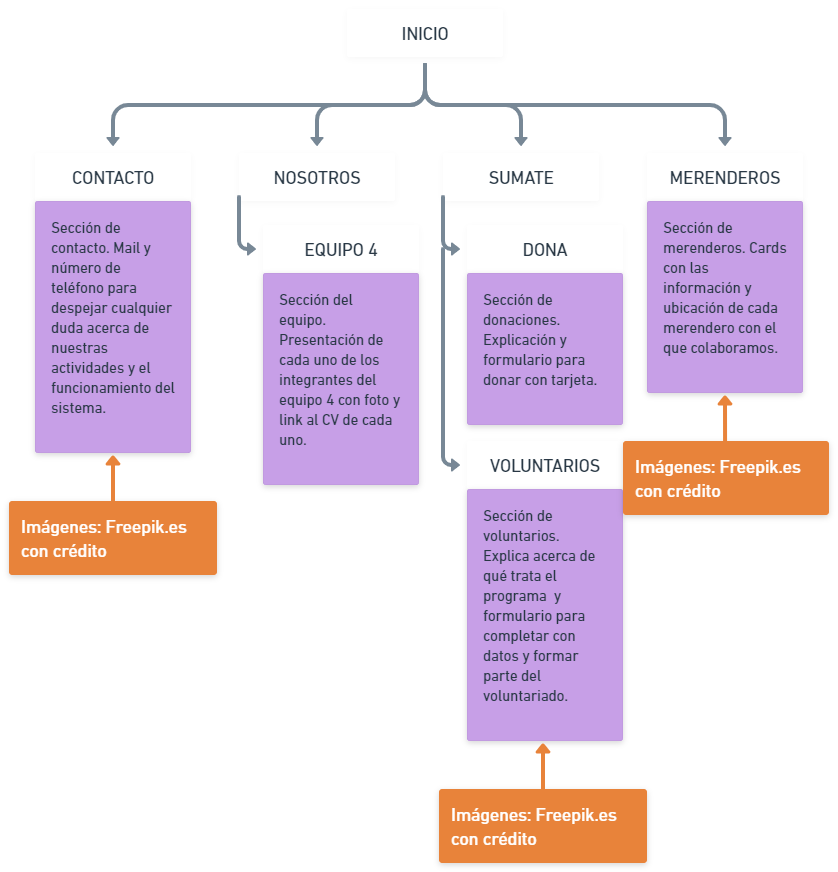 INICIO
CONTACTO
Sección de
contacto. Mail y
número de
teléfono para
despejar cualquier
duda acerca de
nuestras
actividades y el
funcionamiento del
sistema.
Imágenes: Freepik.es
con crédito
NOSOTROS
EQUIPO 4
Sección del
equipo.
Presentación de
cada uno de los
integrantes del
equipo 4 con foto y
link al CV de cada
uno.
SUMATE
DONA
Sección de
donaciones.
Explicación y
formulario para
donar con tarjeta.
VOLUNTARIOS
Sección de
voluntarios.
Explica acerca de
qué trata el
programa y
formulario para
completar con
datos y formar
parte del
voluntariado.
Imágenes: Freepik.es
con crédito
MERENDEROS
Sección de
merenderos. Cards
con las
información y
ubicación de cada
merendero con el
que colaboramos.
Imágenes: Freepik.es
con crédito